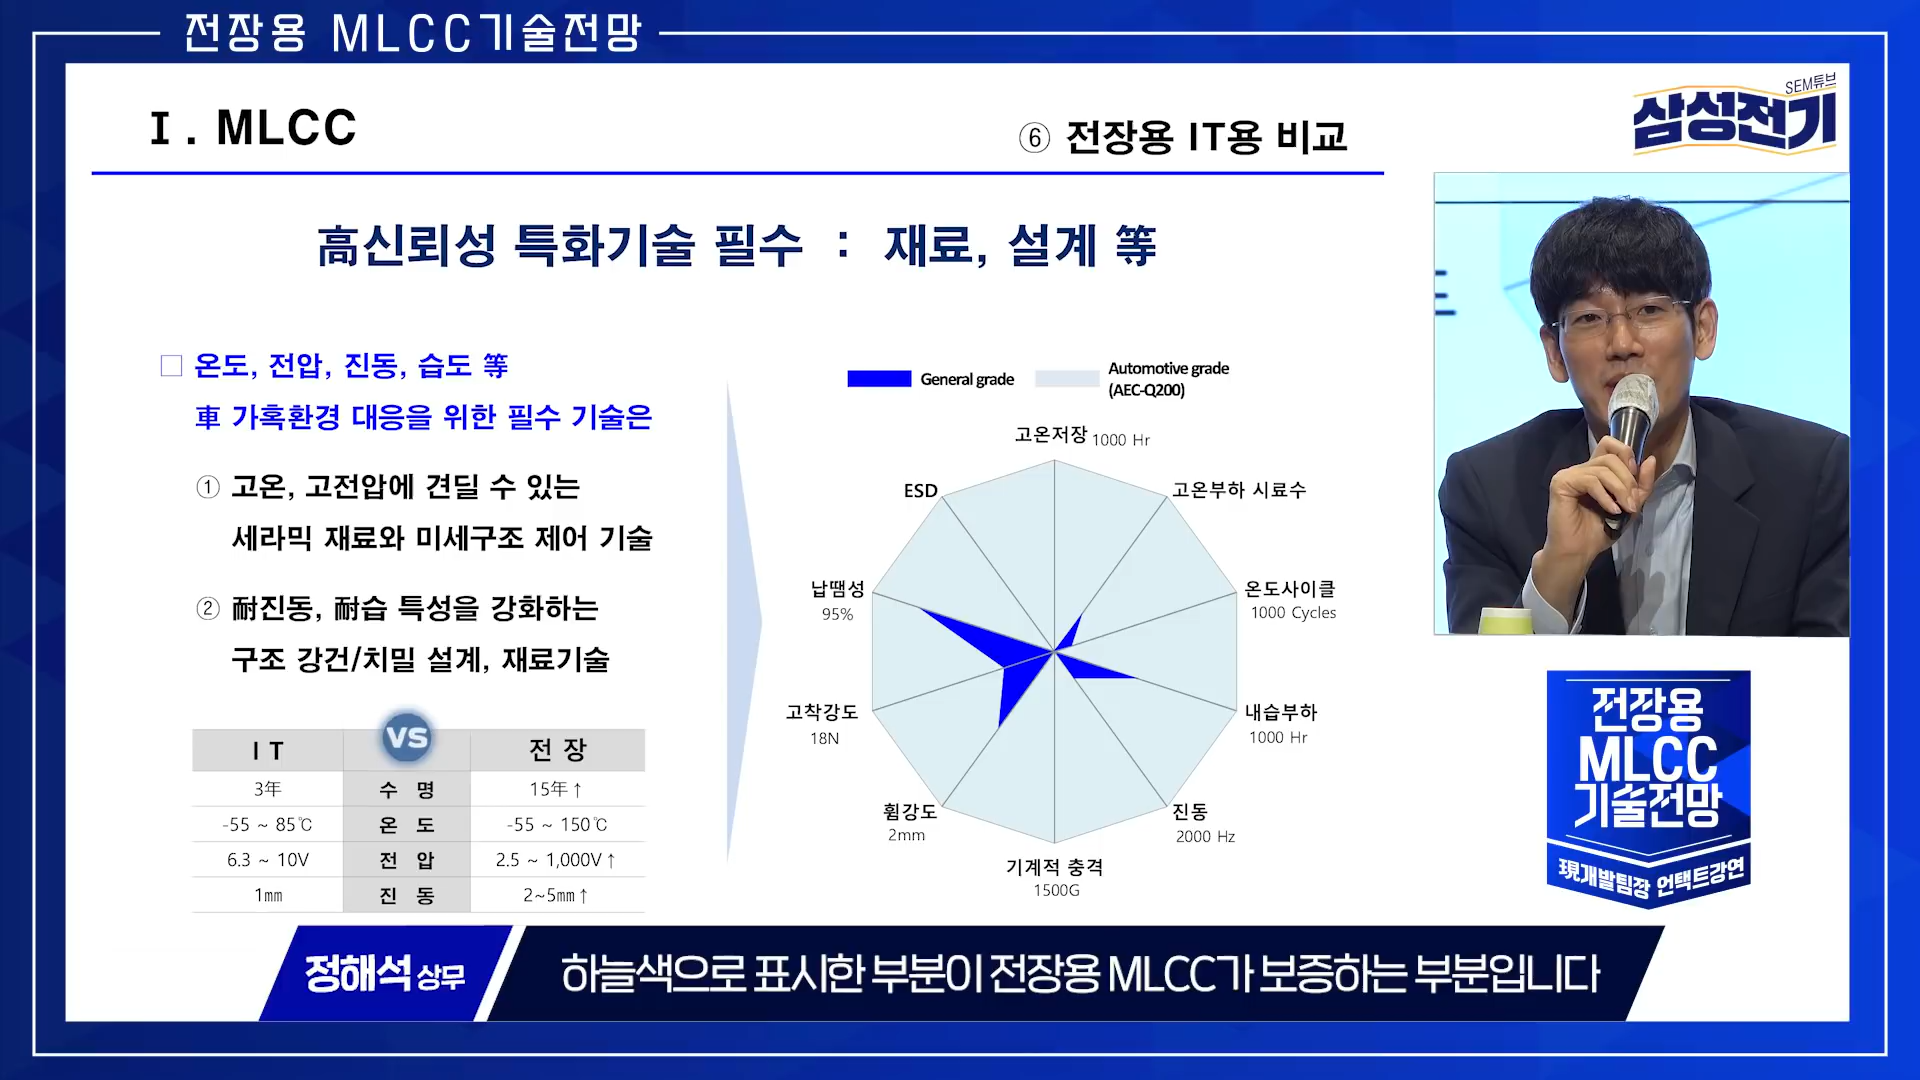 전장용 MLCC기술전망
SEM튜브
삼성전기
Ⅰ. MLCC
⑥ 전장용 IT용 비교
高신뢰성 특화기술 필수 : 재료, 설계 等
□ 온도, 전압, 진동, 습도 等
車 가혹환경 대응을 위한 필수 기술은
① 고온, 고전압에 견딜 수 있는
세라믹 재료와 미세구조 제어 기술
② 耐진동, 耐습 특성을 강화하는
구조 강건/치밀 설계, 재료기술
IT VS 전장
3年 수명 15年↑
-55 ~ 85℃ 온도 -55 ~ 150℃
6.3 ~ 10V 전압 2.5 ~ 1,000V↑
1㎜ 진동 2~5㎜↑
General grade
Automotive grade
(AEC-Q200)
고온저장 1000 Hr
고온부하 시료수
온도사이클
1000 Cycles
내습부하
1000 Hr
진동
2000 Hz
기계적 충격
1500G
휨강도
2mm
고착강도
18N
납땜성
95%
ESD
전장용
MLCC
기술전망
現개발팀장 언택트강연
정해석 상무
하늘색으로 표시한 부분이 전장용 MLCC가 보증하는 부분입니다